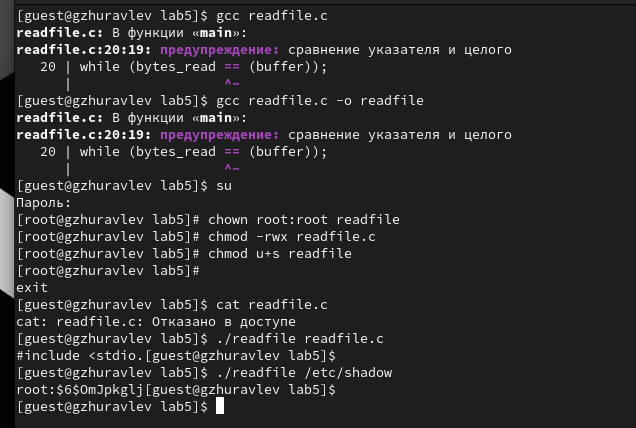 [guest@gzhuravlev lab5]$ gcc readfile.c
readfile.c: В функции «main»:
readfile.c:20:19: предупреждение: сравнение указателя и целого
   20 | while (bytes_read == (buffer));
      |                   ^~
[guest@gzhuravlev lab5]$ gcc readfile.c -o readfile
readfile.c: В функции «main»:
readfile.c:20:19: предупреждение: сравнение указателя и целого
   20 | while (bytes_read == (buffer));
      |                   ^~
[guest@gzhuravlev lab5]$ su
Пароль:
[root@gzhuravlev lab5]# chown root:root readfile
[root@gzhuravlev lab5]# chmod -rwx readfile.c
[root@gzhuravlev lab5]# chmod u+s readfile
[root@gzhuravlev lab5]#
exit
[guest@gzhuravlev lab5]$ cat readfile.c
cat: readfile.c: Отказано в доступе
[guest@gzhuravlev lab5]$ ./readfile readfile.c
#include <stdio.[guest@gzhuravlev lab5]$
[guest@gzhuravlev lab5]$ ./readfile /etc/shadow
root:$6$OmJpkglj[guest@gzhuravlev lab5]$
[guest@gzhuravlev lab5]$